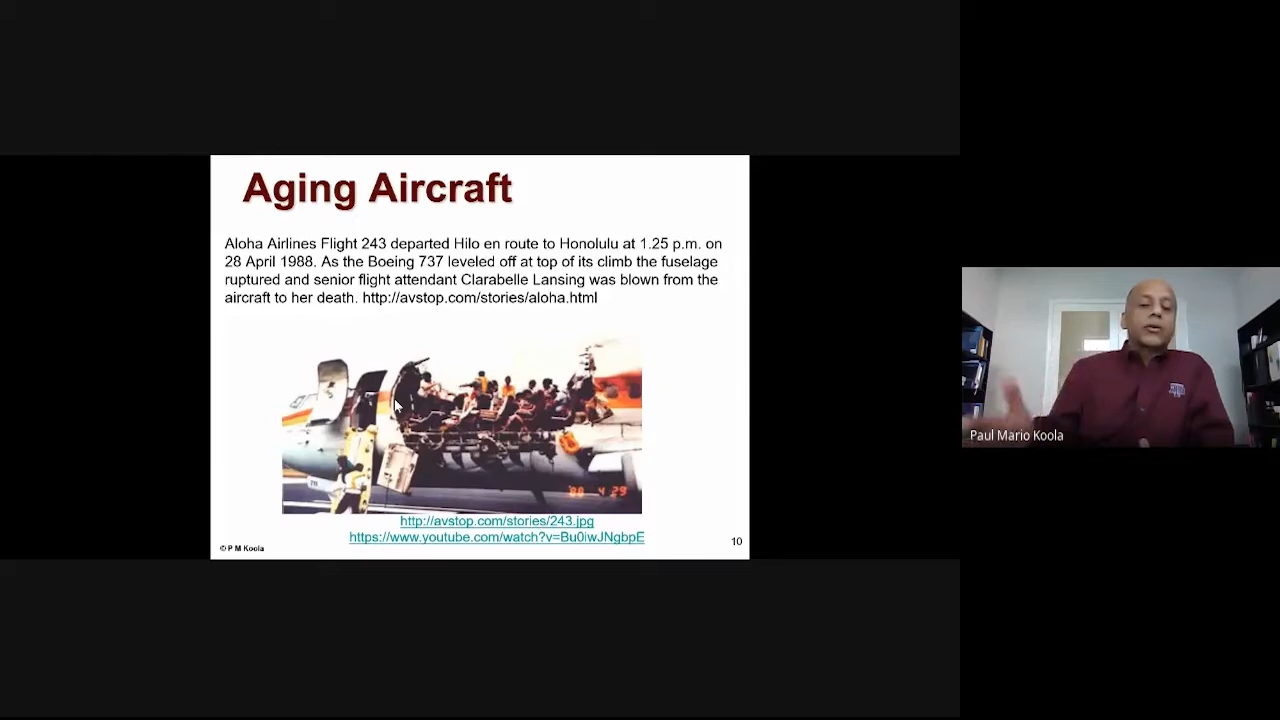 Aging Aircraft
Aloha Airlines Flight 243 departed Hilo en route to Honolulu at 1.25 p.m. on
28 April 1988. As the Boeing 737 leveled off at top of its climb the fuselage
ruptured and senior flight attendant Clarabelle Lansing was blown from the
aircraft to her death. http://avstop.com/stories/aloha.html
'88 4 29
http://avstop.com/stories/243.jpg
https://www.youtube.com/watch?v=Bu0iwJNgbpE
© P M Koola
10
Paul Mario Koola